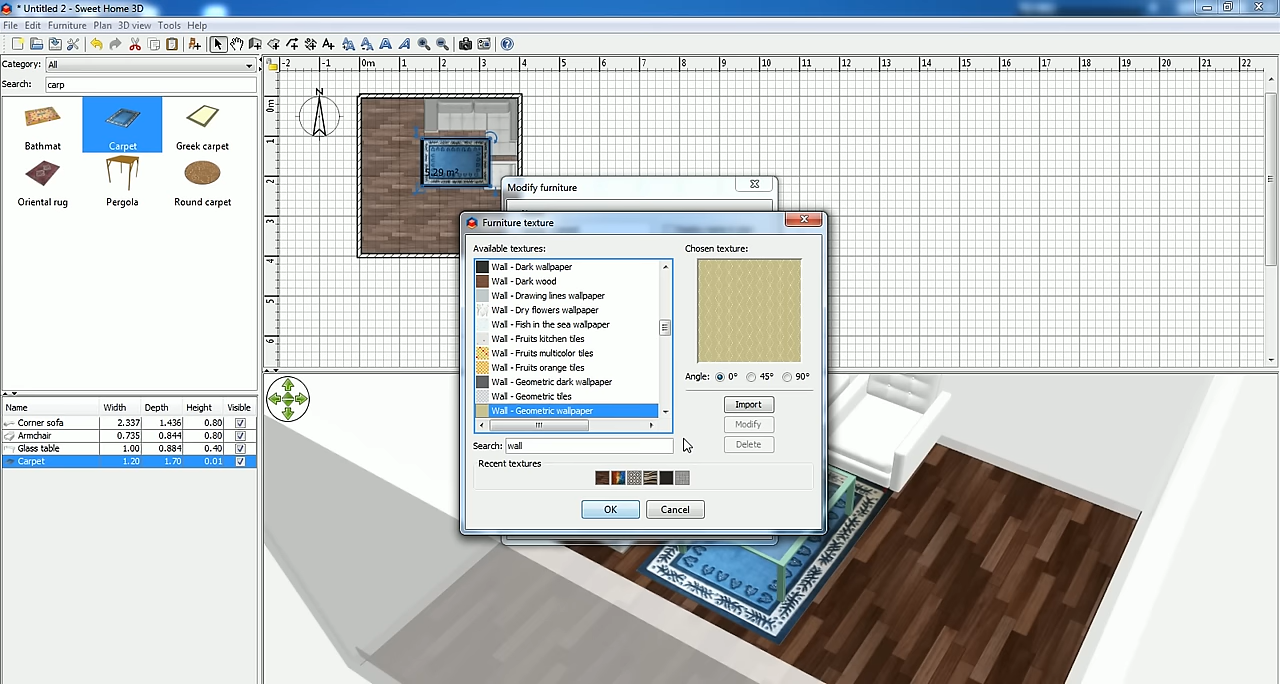 * Untitled 2 - Sweet Home 3D
File Edit Furniture Plan 3D view Tools Help
Category: All
Search: carp
Bathmat Carpet Greek carpet
Oriental rug Pergola Round carpet
-2 -1 0m 1 2 3 4 5 6 7 8 9 10 11 12 13 14 15 16 17 18 19 20 21 22
0m
1
2
3
4
5
6
N
5,29 m²
Name Width Depth Height Visible
Corner sofa 2.337 1.436 0.80
Armchair 0.735 0.844 0.80
Glass table 1.00 0.884 0.40
Carpet 1.20 1.70 0.01
Modify furniture
Furniture texture
Available textures:
Wall - Dark wallpaper
Wall - Dark wood
Wall - Drawing lines wallpaper
Wall - Dry flowers wallpaper
Wall - Fish in the sea wallpaper
Wall - Fruits kitchen tiles
Wall - Fruits multicolor tiles
Wall - Fruits orange tiles
Wall - Geometric dark wallpaper
Wall - Geometric tiles
Wall - Geometric wallpaper
Search: wall
Recent textures
Chosen texture:
Angle: 0° 45° 90°
Import
Modify
Delete
OK Cancel